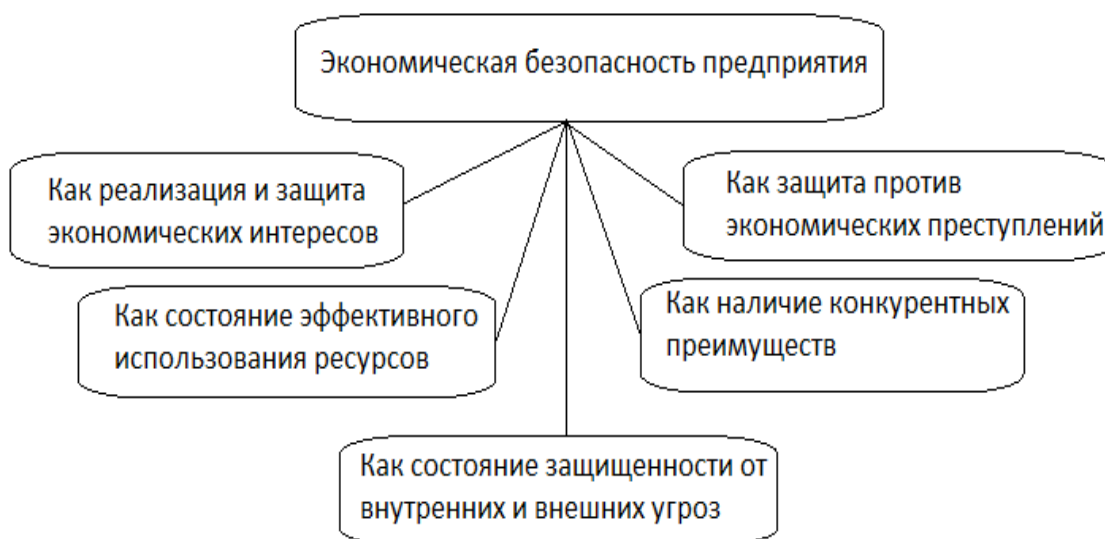 Экономическая безопасность предприятия
Как реализация и защита
экономических интересов
Как защита против
экономических преступлений
Как состояние эффективного
использования ресурсов
Как наличие конкурентных
преимуществ
Как состояние защищенности от
внутренних и внешних угроз